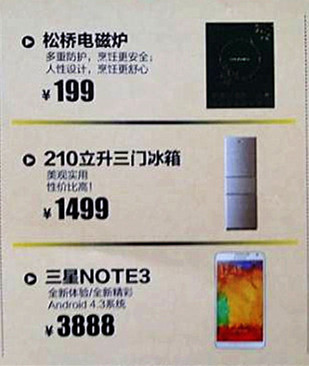 松桥电磁炉
多重防护，烹饪更安全；
人性设计，烹饪更舒心
¥199
210立升三门冰箱
美观实用
性价比高！
¥1499
三星NOTE3
全新体验/全新精彩
Android 4.3系统
¥3888